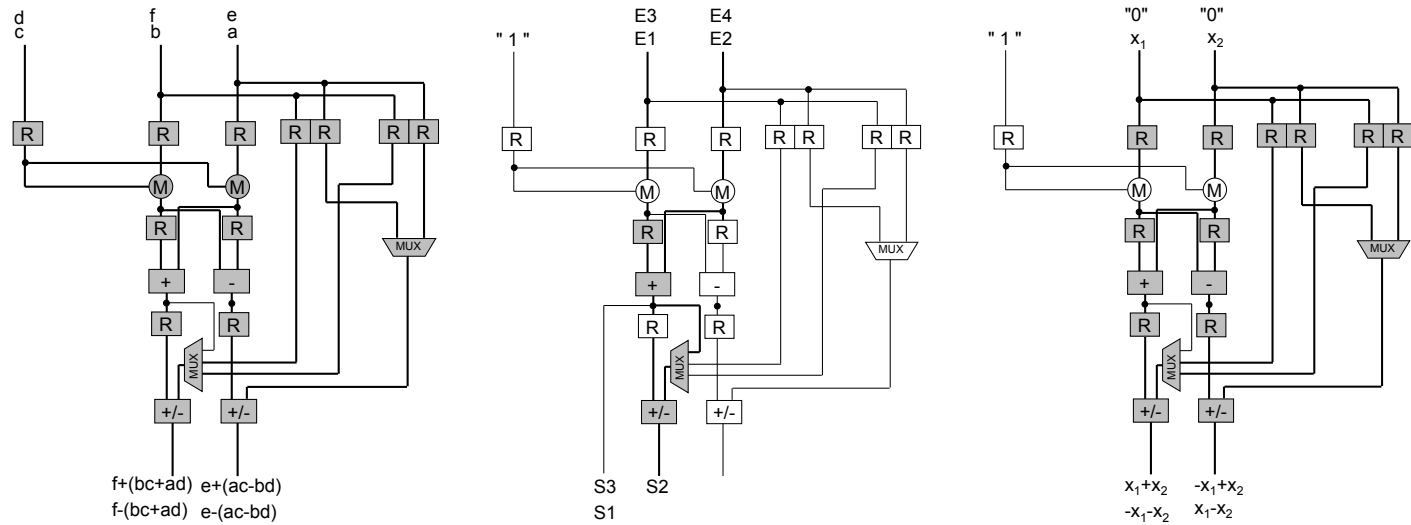 d f e
c b a
R R R R R R R
M M
R R
MUX
+ -
R R
MUX
+/- +/-
f+(bc+ad) e+(ac-bd)
f-(bc+ad) e-(ac-bd)
E3 E4
" 1 " E1 E2
R R R R R R R
M M
R R
MUX
+ -
R R
MUX
+/- +/-
S3 S2
S1
"0" "0"
" 1 " x₁ x₂
R R R R R R R
M M
R R
MUX
+ -
R R
MUX
+/- +/-
x₁+x₂ -x₁+x₂
-x₁-x₂ x₁-x₂